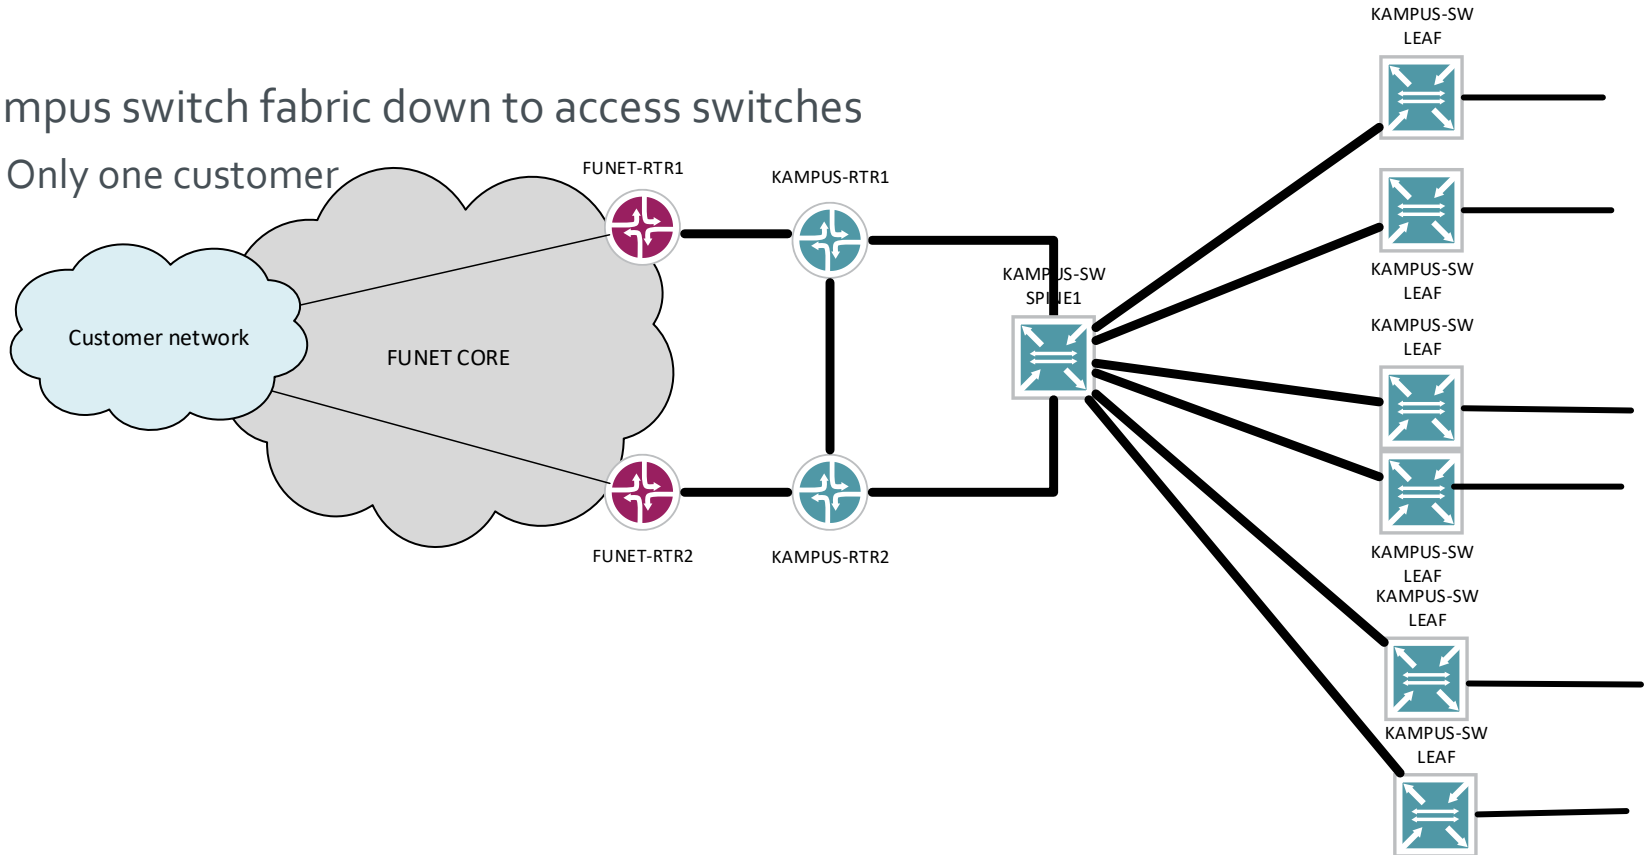 KAMPUS-SW
LEAF
mpus switch fabric down to access switches
Only one customer
FUNET-RTR1
KAMPUS-RTR1
KAMPUS-SW
SPINE1
KAMPUS-SW
LEAF
KAMPUS-SW
LEAF
Customer network
FUNET CORE
FUNET-RTR2
KAMPUS-RTR2
KAMPUS-SW
LEAF
KAMPUS-SW
LEAF
KAMPUS-SW
LEAF